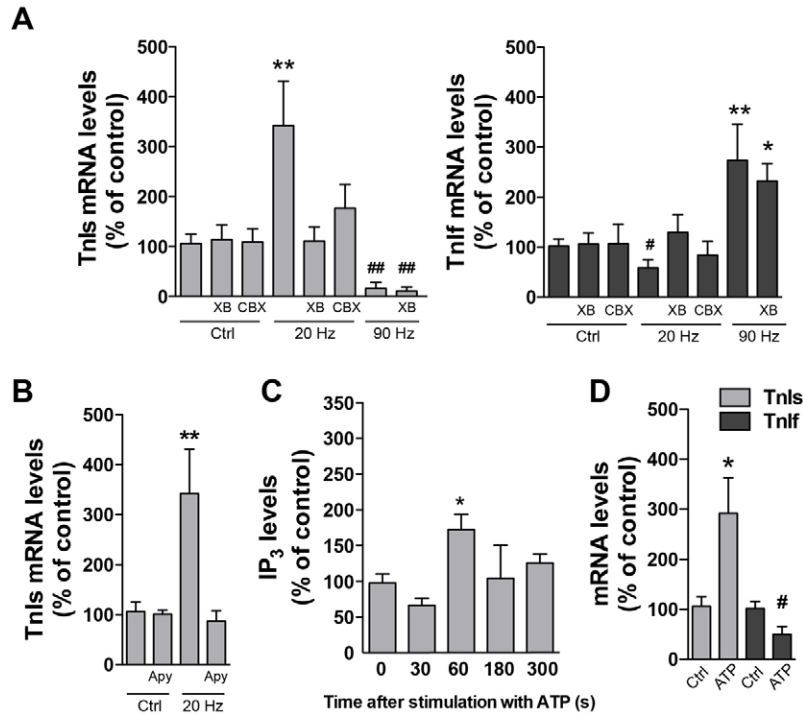 A
TnIs mRNA levels
(% of control)
500
400
300
200
100
0
**
##
##
XB
CBX
XB
CBX
XB
Ctrl
20 Hz
90 Hz
TnIf mRNA levels
(% of control)
500
400
300
200
100
0
#
**
*
XB
CBX
XB
CBX
XB
Ctrl
20 Hz
90 Hz
B
TnIs mRNA levels
(% of control)
500
400
300
200
100
0
**
Apy
Apy
Ctrl
20 Hz
C
IP3 levels
(% of control)
350
300
250
200
150
100
50
0
*
0 30 60 180 300
Time after stimulation with ATP (s)
D
TnIs
TnIf
mRNA levels
(% of control)
500
400
300
200
100
0
*
#
Ctrl
ATP
Ctrl
ATP